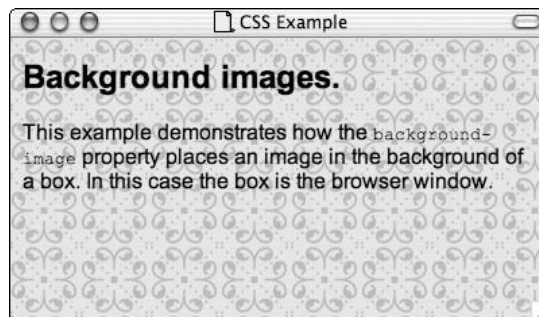 CSS Example
Background images.
This example demonstrates how the background-
image property places an image in the background of
a box. In this case the box is the browser window.